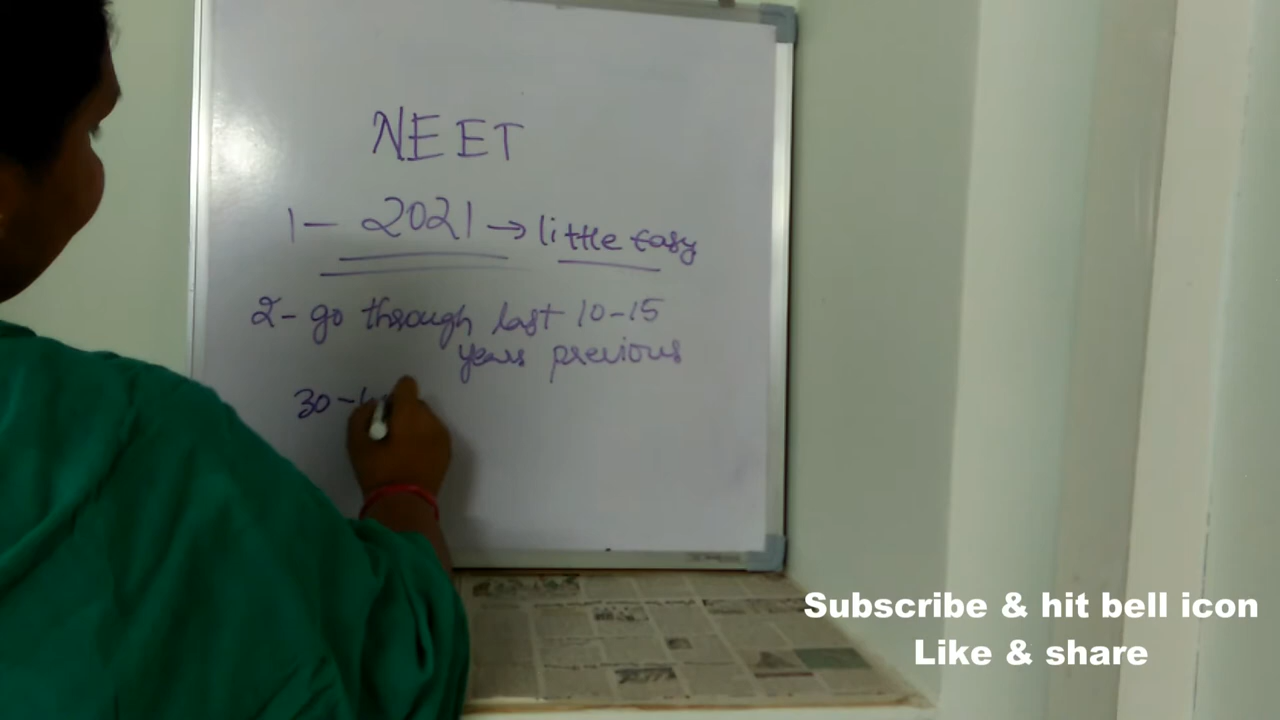 NEET
1- 2021 → little easy
2- go through last 10-15
years previous
30-
Subscribe & hit bell icon
Like & share